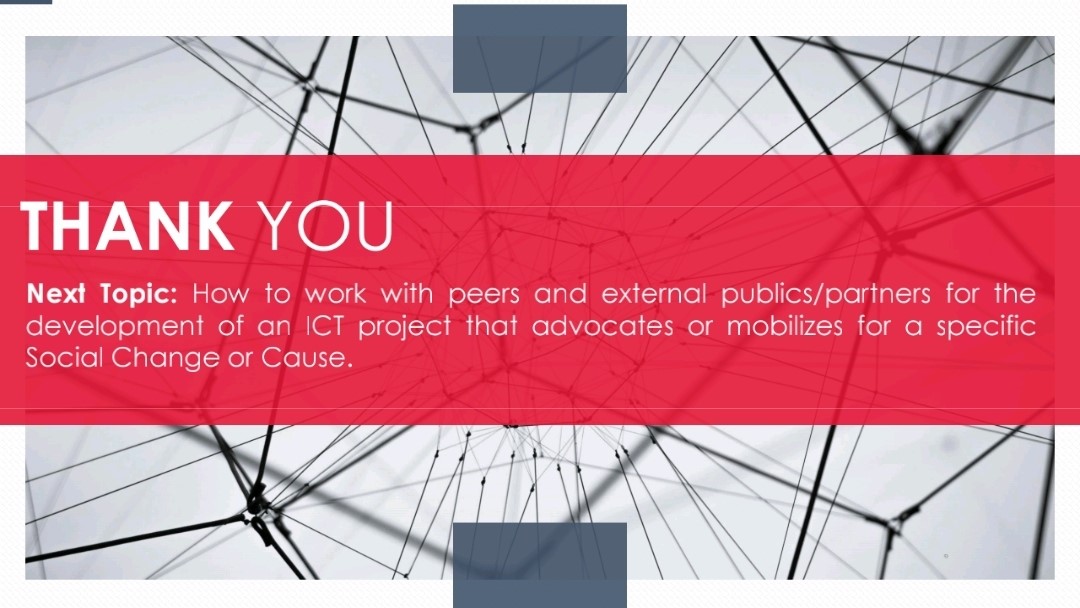 THANK YOU
Next Topic: How to work with peers and external publics/partners for the
development of an ICT project that advocates or mobilizes for a specific
Social Change or Cause.